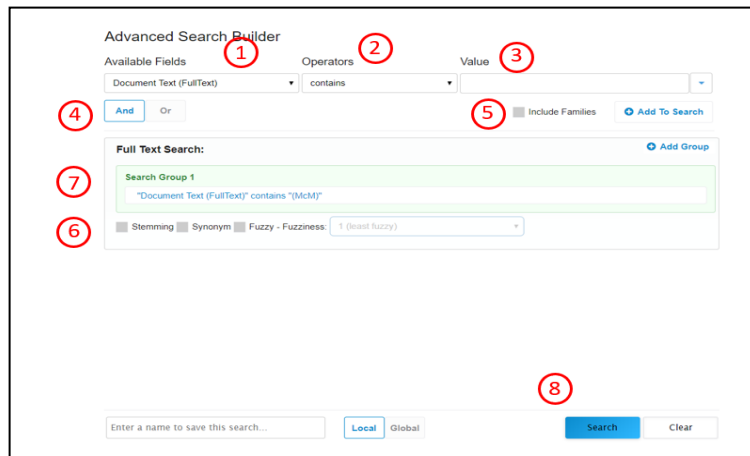 Advanced Search Builder
1 2 3
Available Fields Operators Value
Document Text (FullText) contains
4 And Or 5 Include Families Add To Search
Full Text Search: Add Group
7 Search Group 1
"Document Text (FullText)" contains "(McM)"
6 Stemming Synonym Fuzzy - Fuzziness: 1 (least fuzzy)
8
Enter a name to save this search... Local Global Search Clear